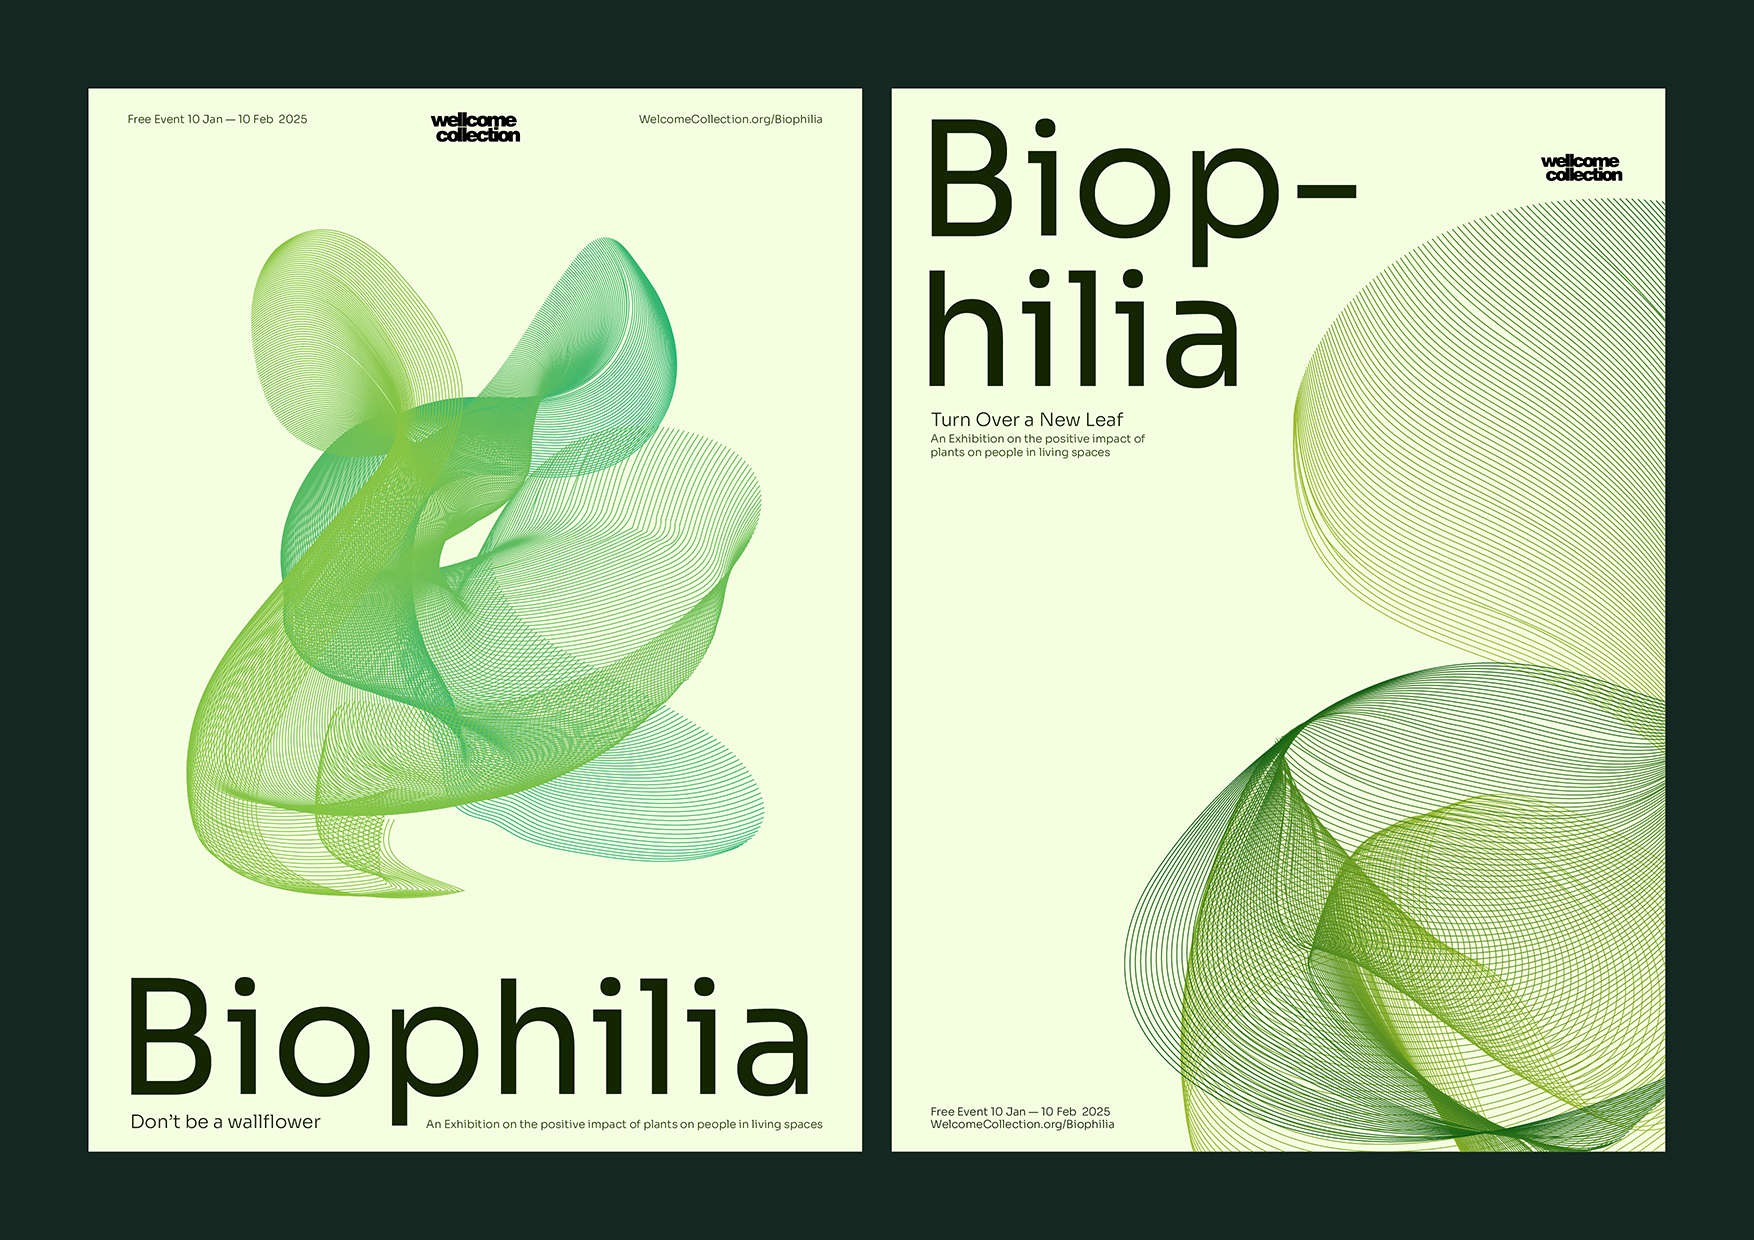 Free Event 10 Jan — 10 Feb 2025
wellcome
collection
WelcomeCollection.org/Biophilia
Biophilia
Don’t be a wallflower
An Exhibition on the positive impact of plants on people in living spaces
Biop-
hilia
wellcome
collection
Turn Over a New Leaf
An Exhibition on the positive impact of
plants on people in living spaces
Free Event 10 Jan — 10 Feb 2025
WelcomeCollection.org/Biophilia